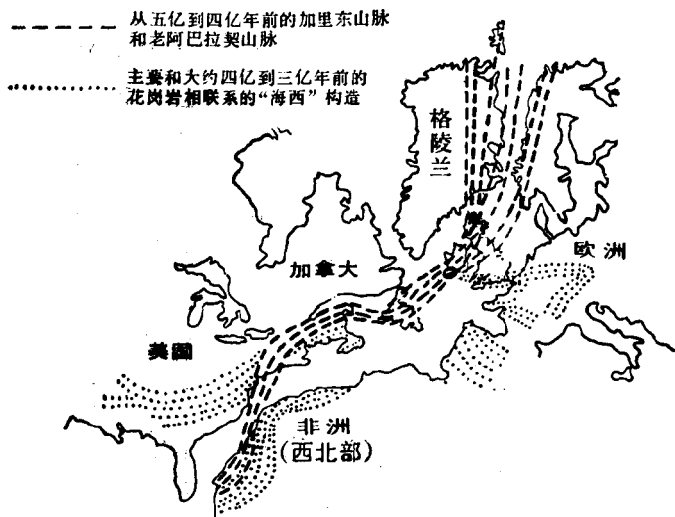 从五亿到四亿年前的加里东山脉
和老阿巴拉契山脉
主要和大约四亿到三亿年前的
花岗岩相联系的“海西”构造
格陵兰
欧洲
加拿大
美国
非洲
(西北部)